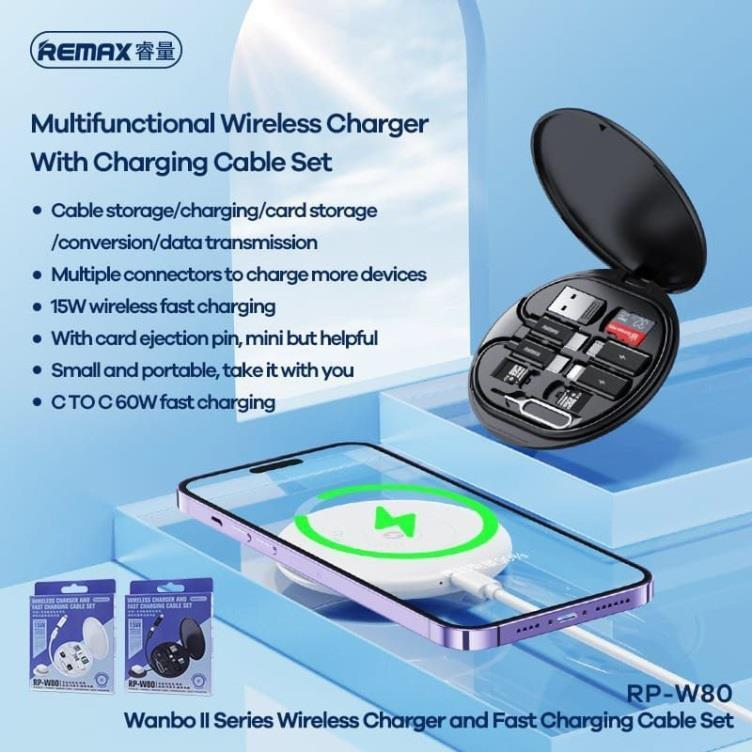 REMAX 睿量
Multifunctional Wireless Charger
With Charging Cable Set
• Cable storage/charging/card storage
/conversion/data transmission
• Multiple connectors to charge more devices
• 15W wireless fast charging
• With card ejection pin, mini but helpful
• Small and portable, take it with you
• C TO C 60W fast charging
WIRELESS CHARGER AND
FAST CHARGING CABLE SET
15W
RP-W80
WIRELESS CHARGER AND
FAST CHARGING CABLE SET
15W
RP-W80
RP-W80
Wanbo II Series Wireless Charger and Fast Charging Cable Set